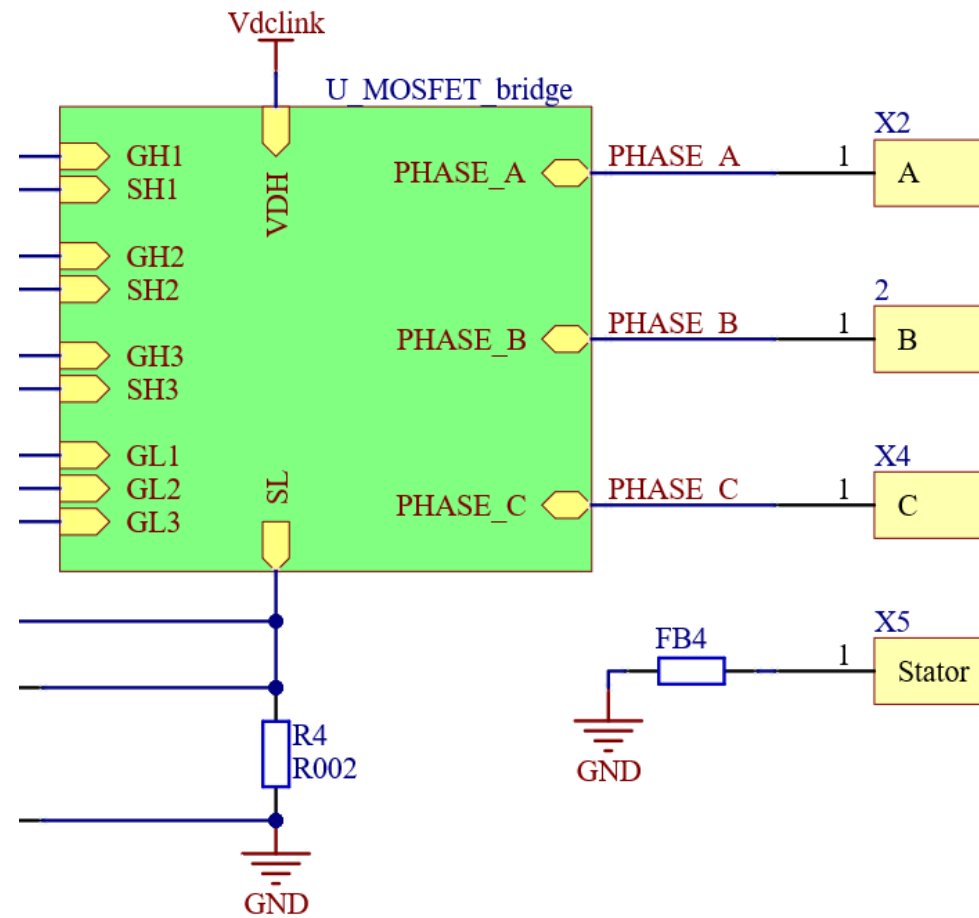 Vdclink
U_MOSFET_bridge
X2
GH1
SH1
VDH
PHASE_A
PHASE_A
1
A
GH2
SH2
2
PHASE_B
PHASE_B
1
B
GH3
SH3
X4
GL1
GL2
GL3
SL
PHASE_C
PHASE_C
1
C
X5
FB4
1
Stator
R4
R002
GND
GND